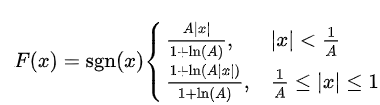 F(x) = sgn(x) { A|x| / 1+ln(A), |x| < 1/A
1+ln(A|x|) / 1+ln(A), 1/A ≤ |x| ≤ 1